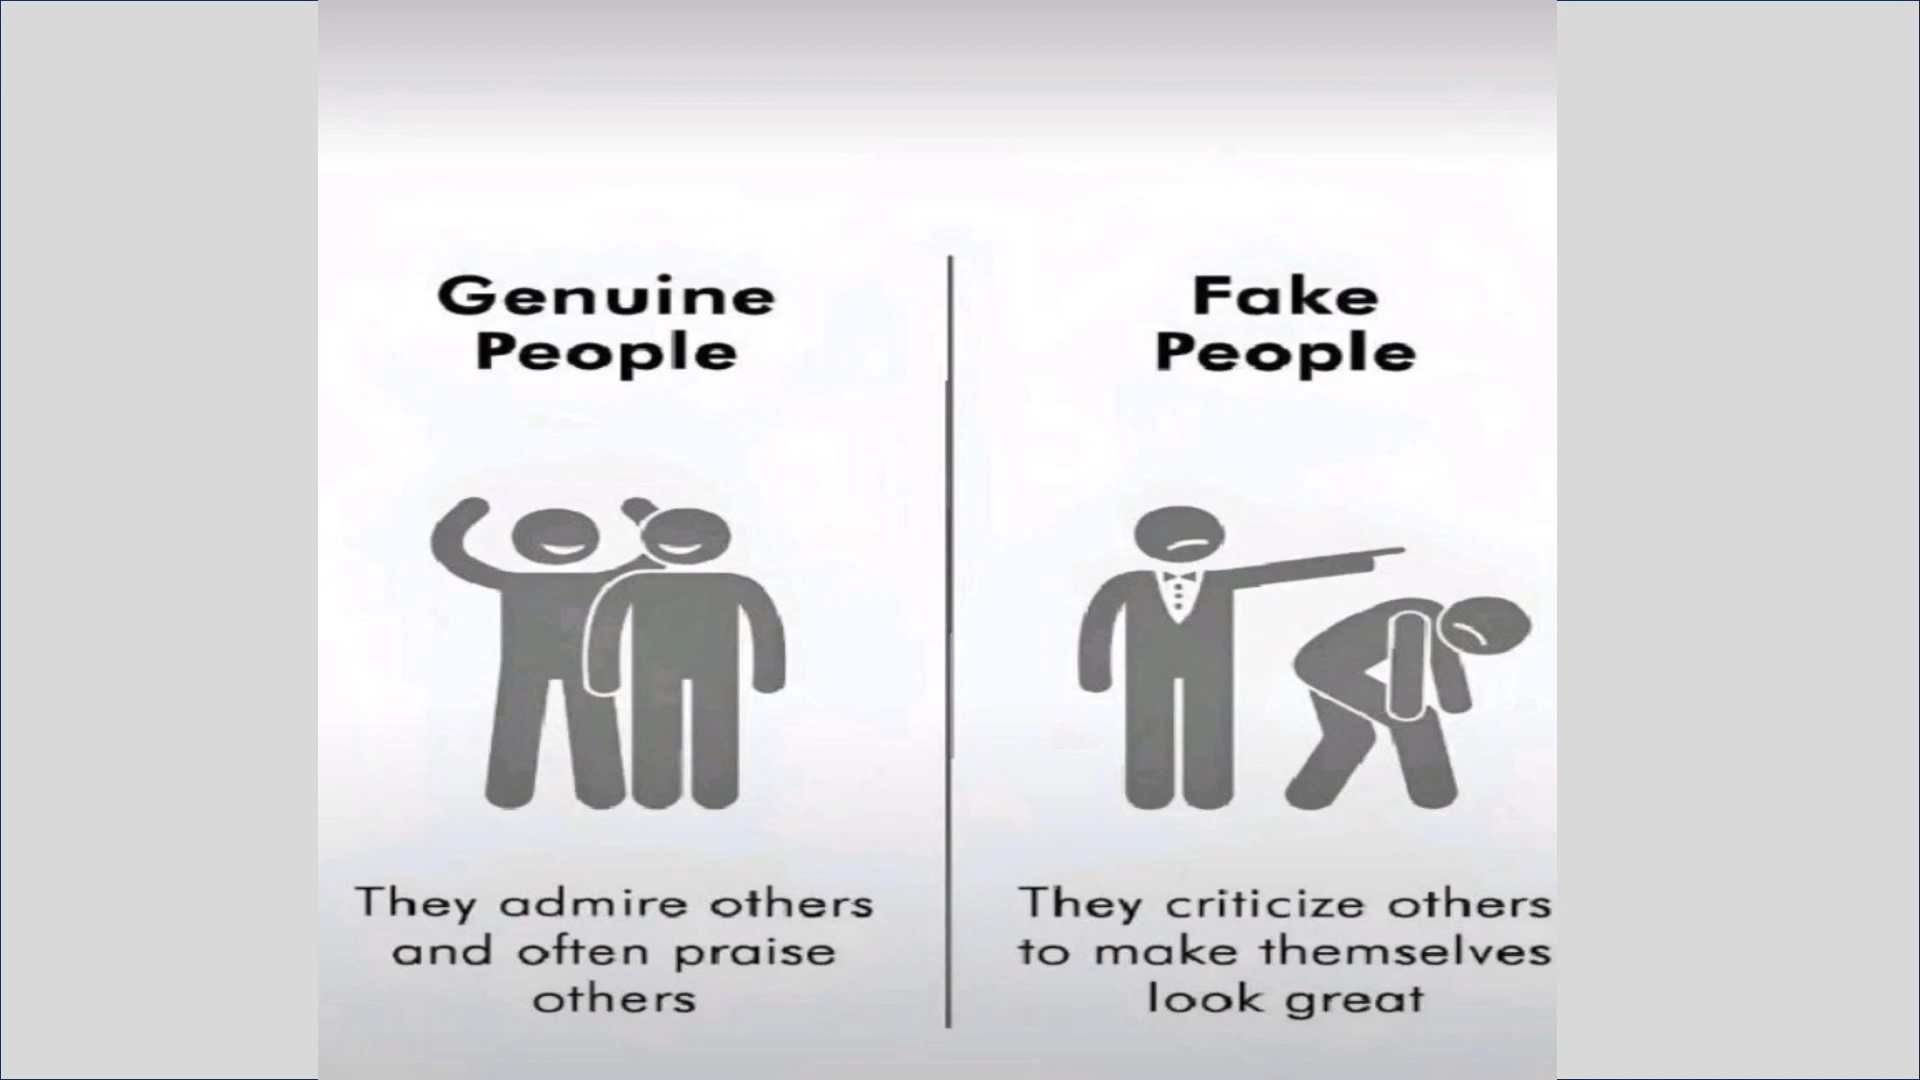 Genuine
People
They admire others
and often praise
others
Fake
People
They criticize others
to make themselves
look great